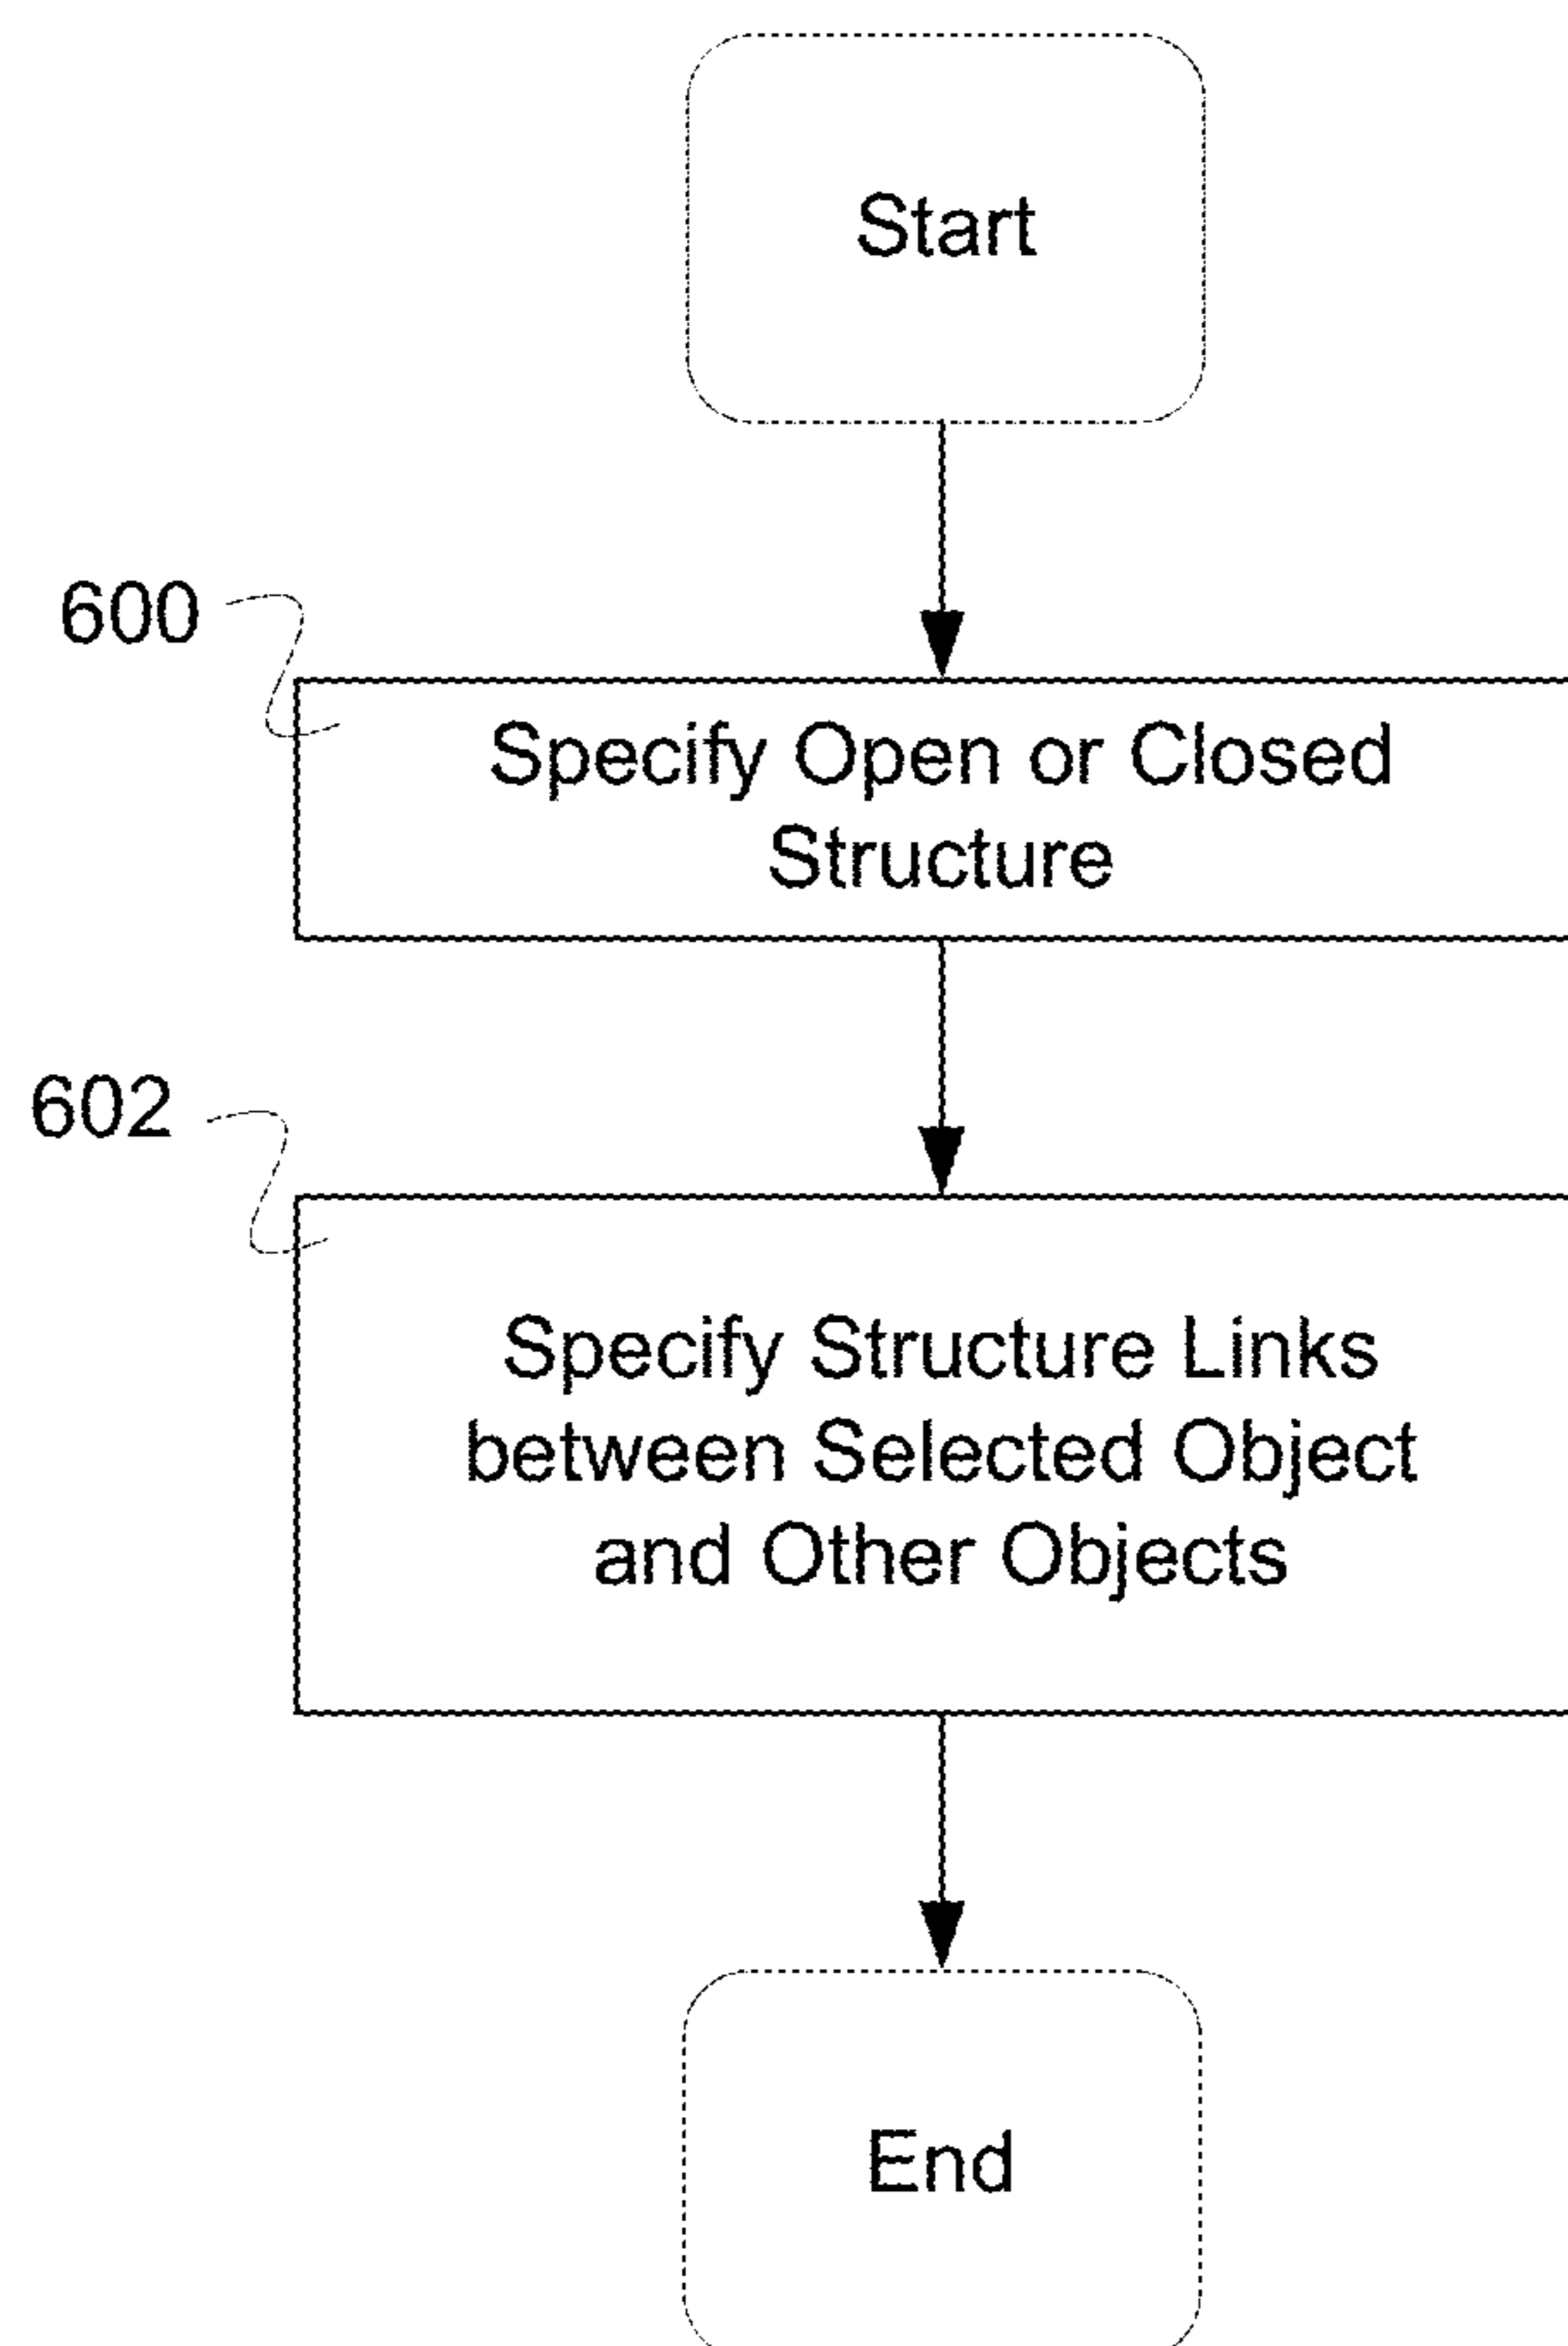 Start
600
Specify Open or Closed
Structure
602
Specify Structure Links
between Selected Object
and Other Objects
End